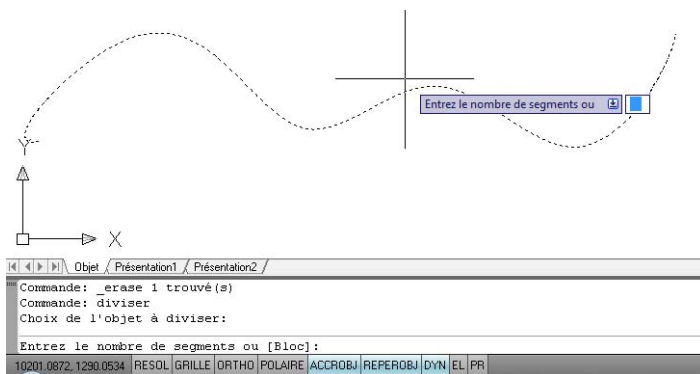 Entrez le nombre de segments ou
Y
X
Objet Présentation1 Présentation2
Commande: _erase 1 trouvé(s)
Commande: diviser
Choix de l'objet à diviser:
Entrez le nombre de segments ou [Bloc]:
10201.0872, 1290.0534 RESOL GRILLE ORTHO POLAIRE ACCROBJ REPEROBJ DYN EL PR